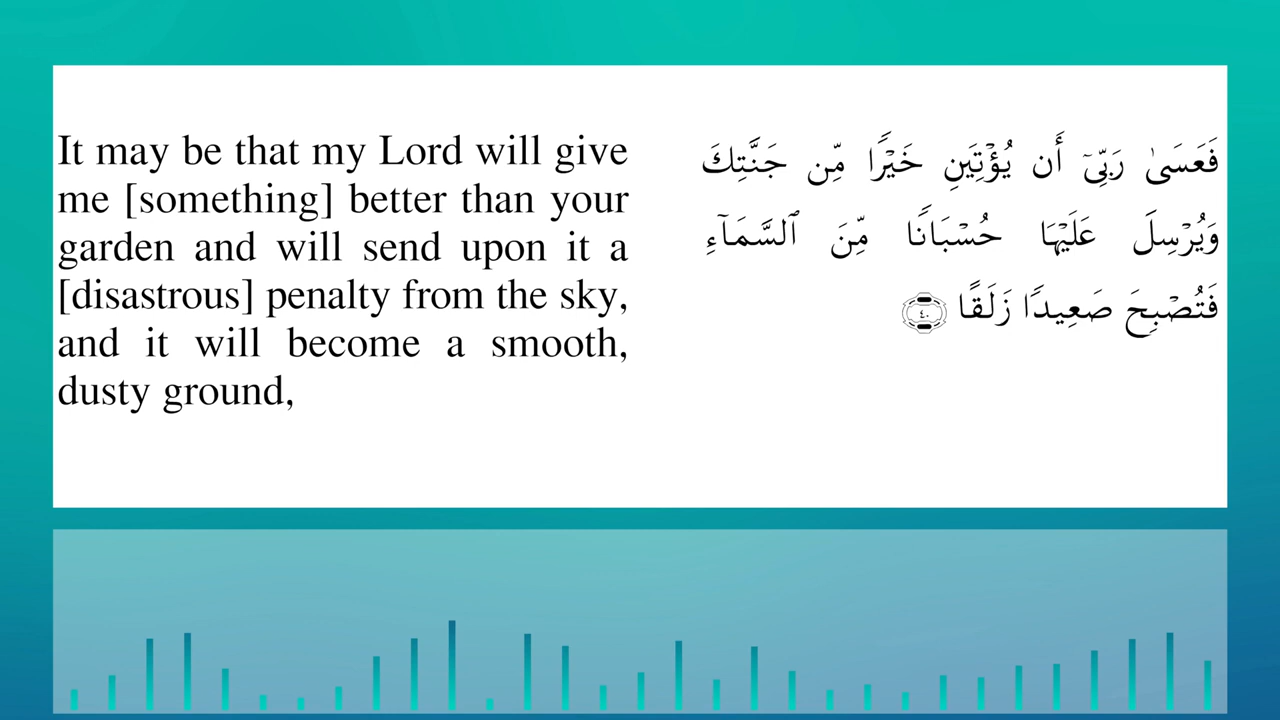 It may be that my Lord will give
me [something] better than your
garden and will send upon it a
[disastrous] penalty from the sky,
and it will become a smooth,
dusty ground,
فَعَسَىٰ رَبِّىٓ أَن يُؤْتِيَنِ خَيْرًا مِّن جَنَّتِكَ
وَيُرْسِلَ عَلَيْهَا حُسْبَانًا مِّنَ ٱلسَّمَآءِ
فَتُصْبِحَ صَعِيدًا زَلَقًا ٤٠